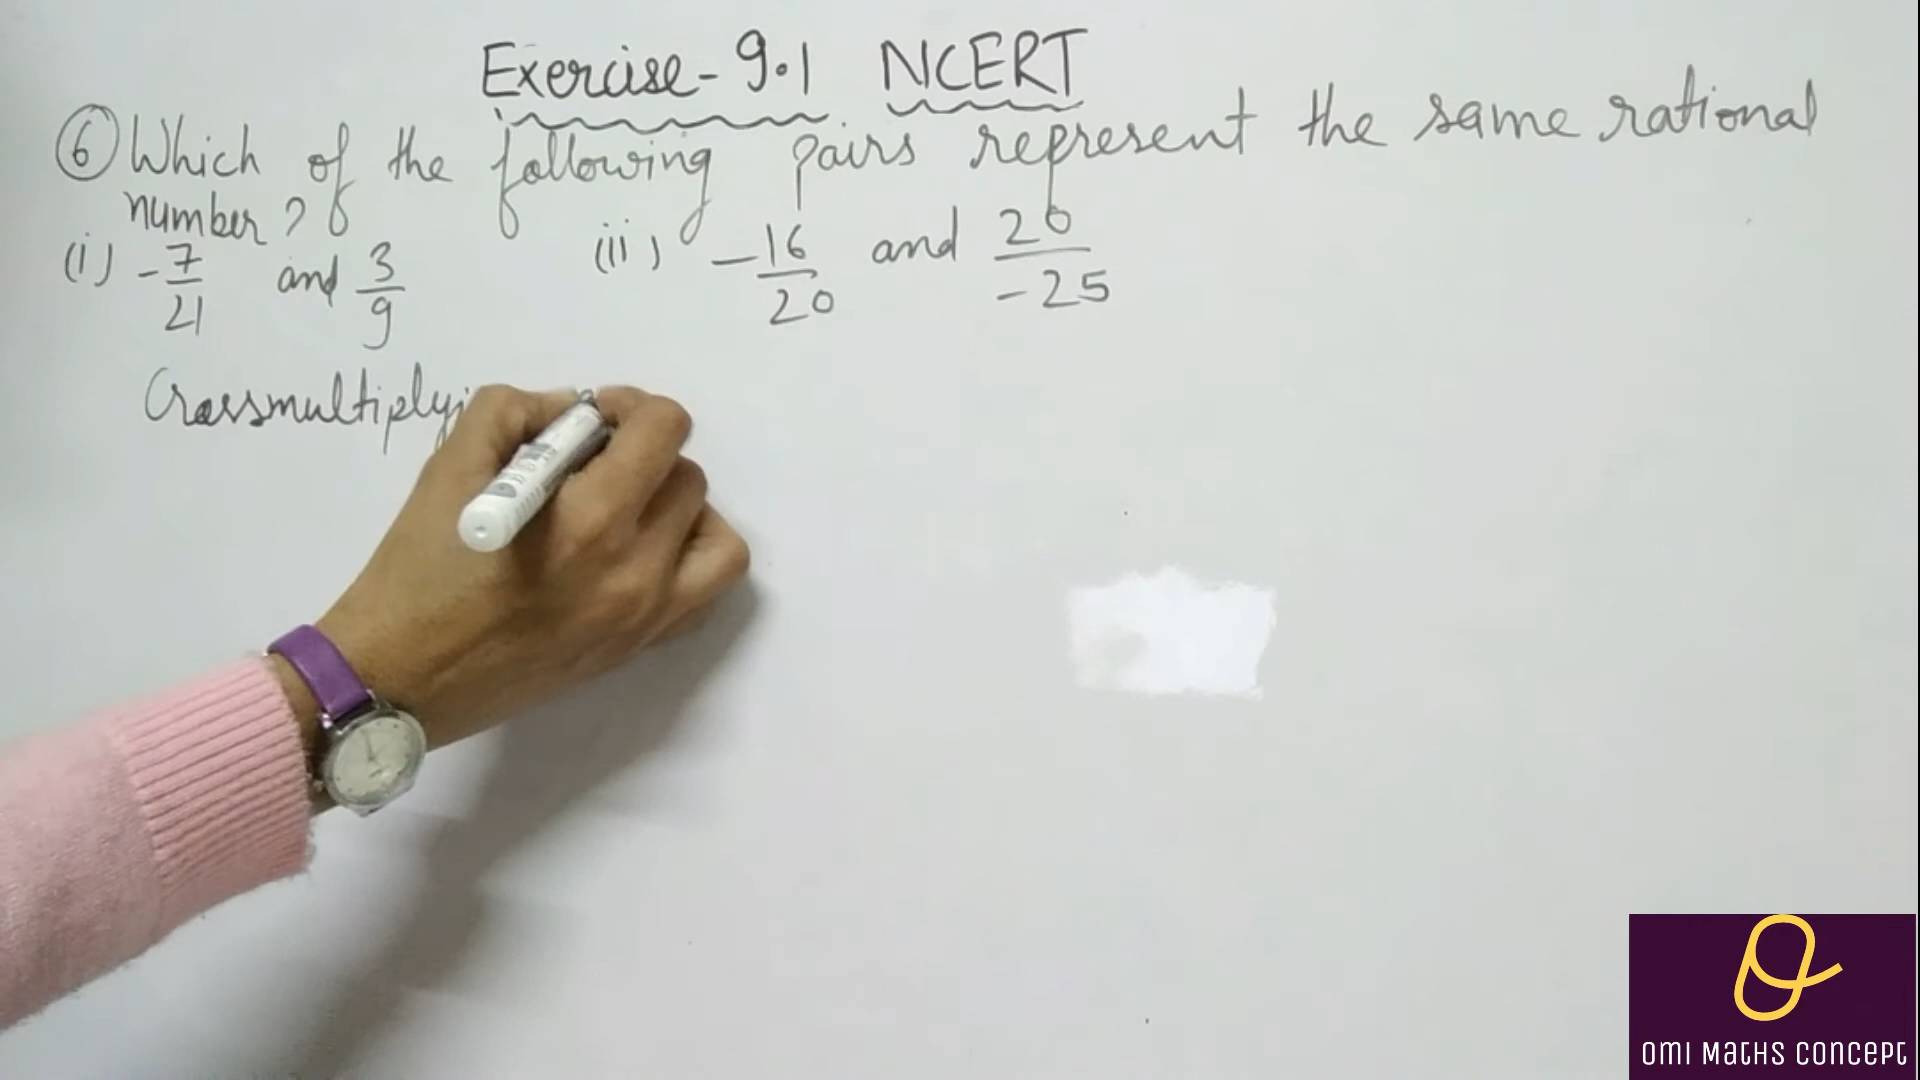 Exercise-9.1 NCERT
⑥ Which of the following pairs represent the same rational
number?
(i) -7/21 and 3/9 (ii) -16/20 and 20/-25
Crossmultiplyi
OMI MATHS CONCEPT